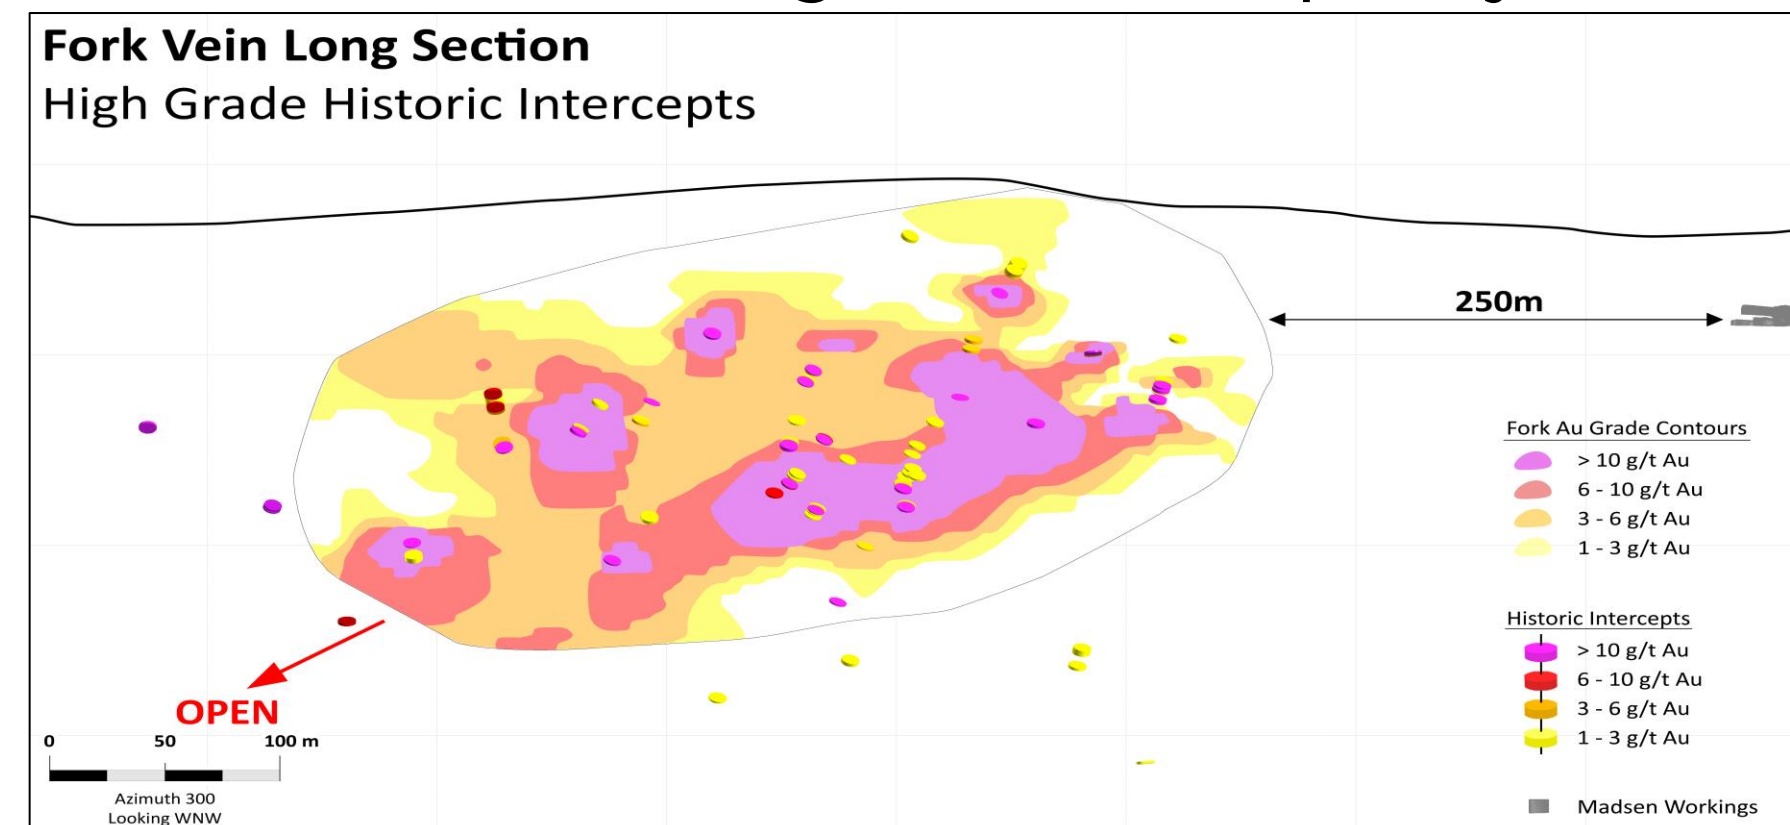 Fork Vein Long Section
High Grade Historic Intercepts
250m
Fork Au Grade Contours
> 10 g/t Au
6 - 10 g/t Au
3 - 6 g/t Au
1 - 3 g/t Au
Historic Intercepts
> 10 g/t Au
6 - 10 g/t Au
3 - 6 g/t Au
1 - 3 g/t Au
Madsen Workings
OPEN
0 50 100 m
Azimuth 300
Looking WNW